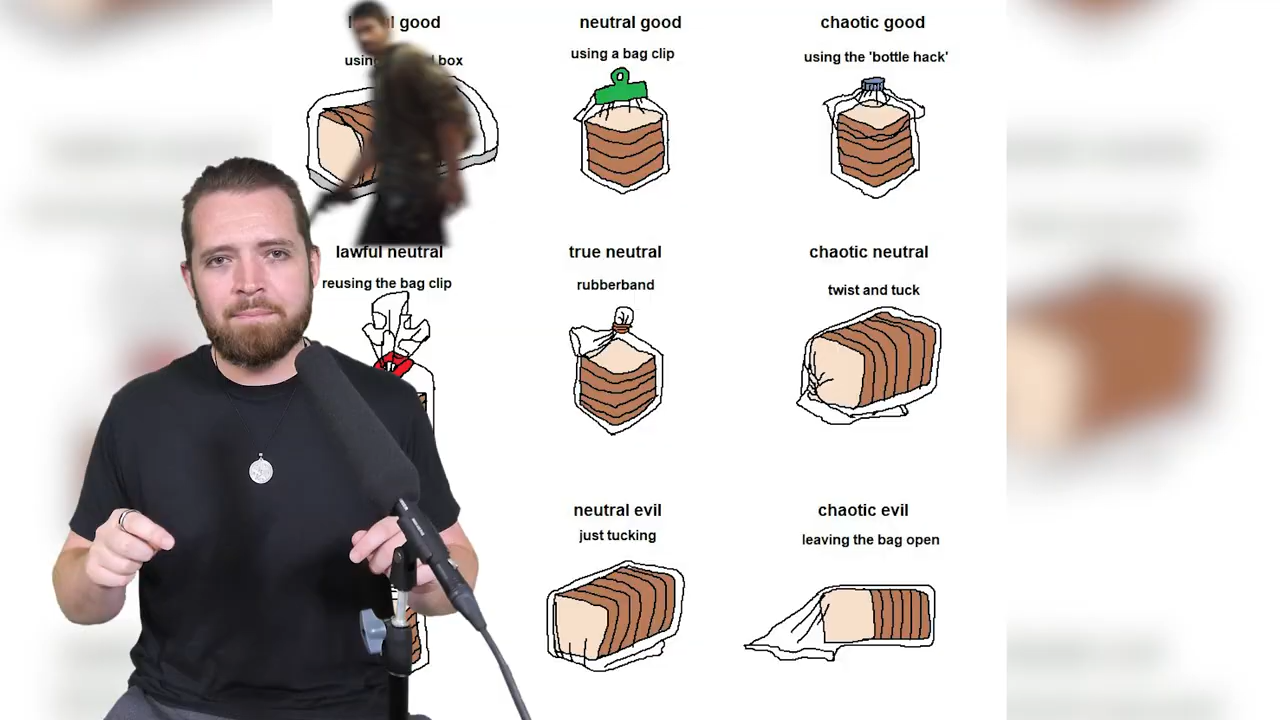 good
neutral good
chaotic good
using
box
using a bag clip
using the 'bottle hack'
lawful neutral
true neutral
chaotic neutral
reusing the bag clip
rubberband
twist and tuck
neutral evil
chaotic evil
just tucking
leaving the bag open